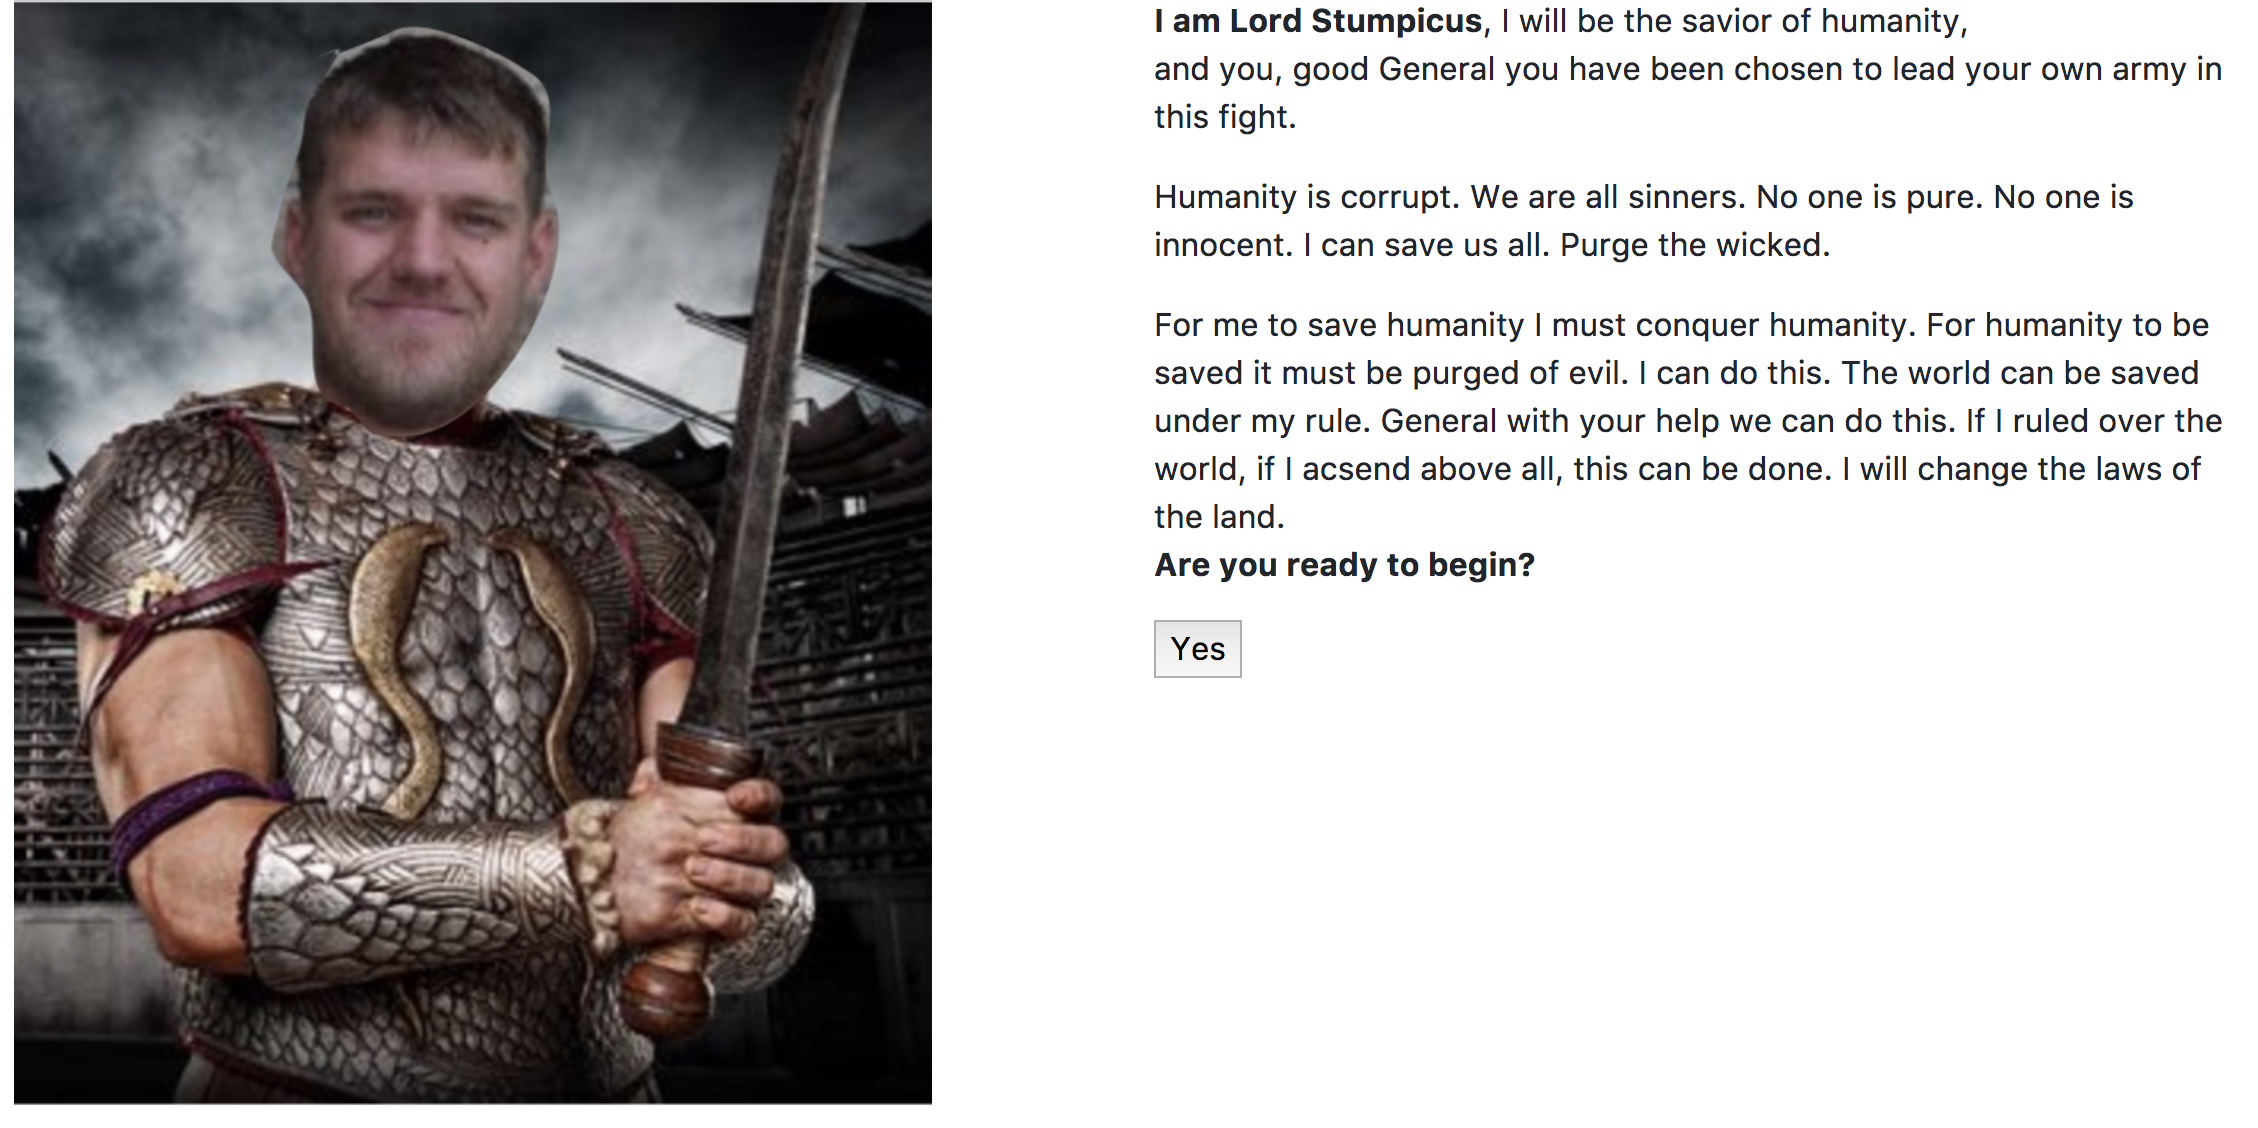 I am Lord Stumpicus, I will be the savior of humanity,
and you, good General you have been chosen to lead your own army in
this fight.
Humanity is corrupt. We are all sinners. No one is pure. No one is
innocent. I can save us all. Purge the wicked.
For me to save humanity I must conquer humanity. For humanity to be
saved it must be purged of evil. I can do this. The world can be saved
under my rule. General with your help we can do this. If I ruled over the
world, if I acsend above all, this can be done. I will change the laws of
the land.
Are you ready to begin?
Yes